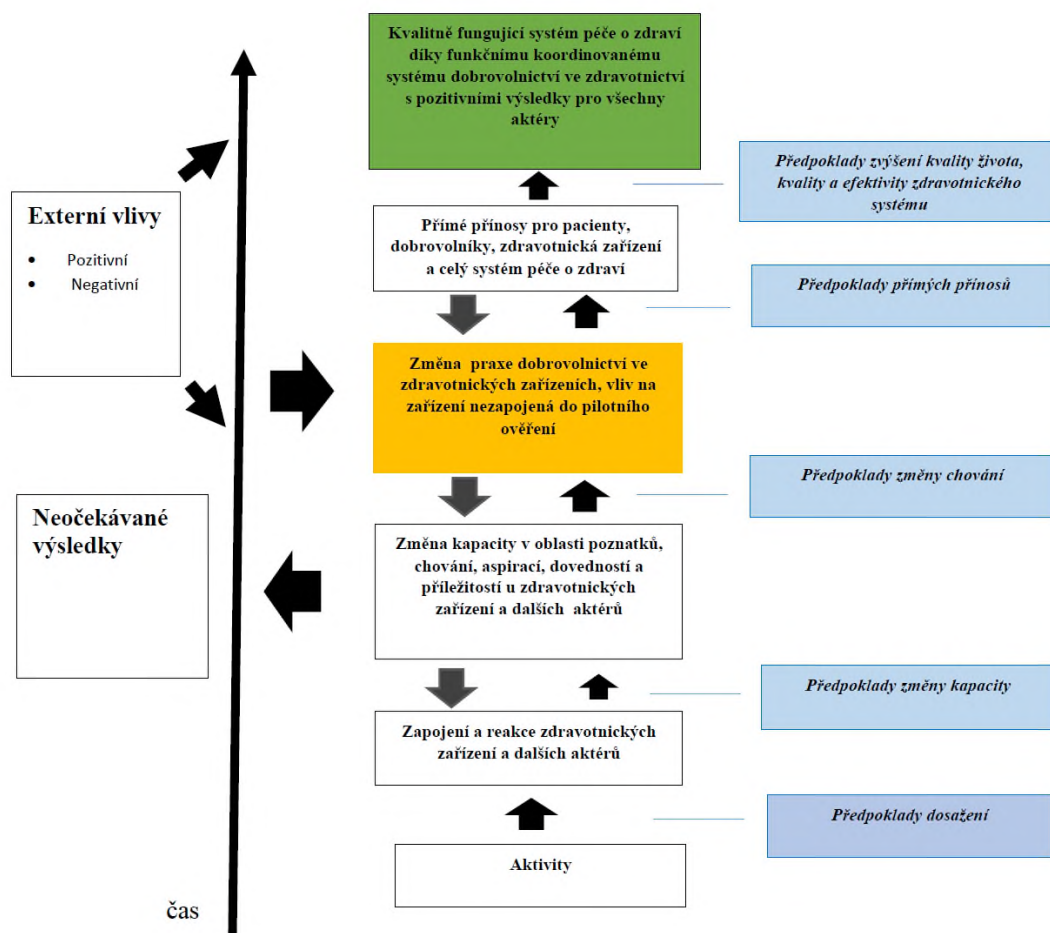 Kvalitně fungující systém péče o zdraví
díky funkčnímu koordinovanému
systému dobrovolnictví ve zdravotnictví
s pozitivními výsledky pro všechny
aktéry
Předpoklady zvýšení kvality života,
kvality a efektivity zdravotnického
systému
Externí vlivy
• Pozitivní
• Negativní
Přímé přínosy pro pacienty,
dobrovolníky, zdravotnická zařízení
a celý systém péče o zdraví
Předpoklady přímých přínosů
Změna praxe dobrovolnictví ve
zdravotnických zařízeních, vliv na
zařízení nezapojená do pilotního
ověření
Předpoklady změny chování
Neočekávané
výsledky
Změna kapacity v oblasti poznatků,
chování, aspirací, dovedností a
příležitostí u zdravotnických
zařízení a dalších aktérů
Předpoklady změny kapacity
Zapojení a reakce zdravotnických
zařízení a dalších aktérů
Předpoklady dosažení
Aktivity
čas